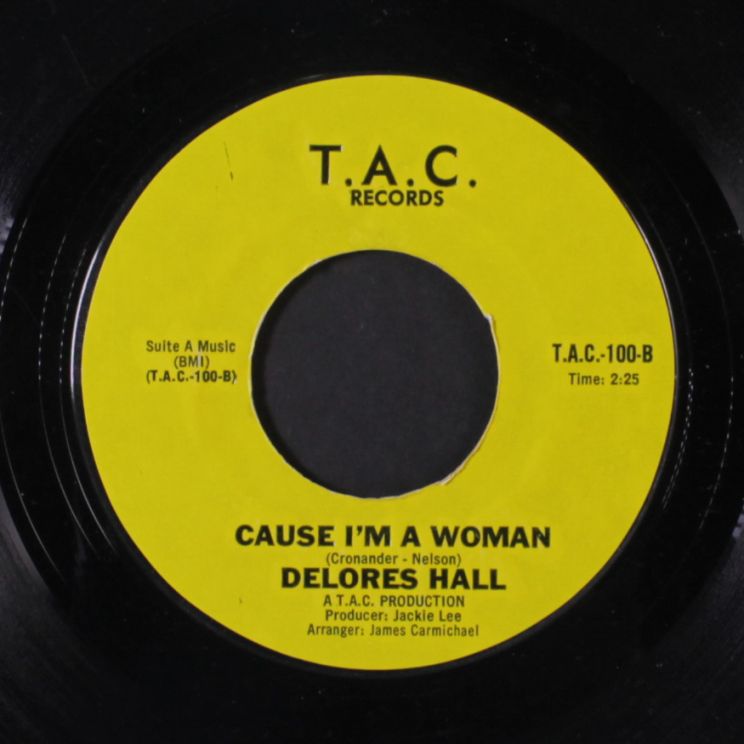 T.A.C.
RECORDS
Suite A Music
(BMI)
(T.A.C.-100-B)
T.A.C.-100-B
Time: 2:25
CAUSE I'M A WOMAN
(Cronander - Nelson)
DELORES HALL
A T.A.C. PRODUCTION
Producer: Jackie Lee
Arranger: James Carmichael